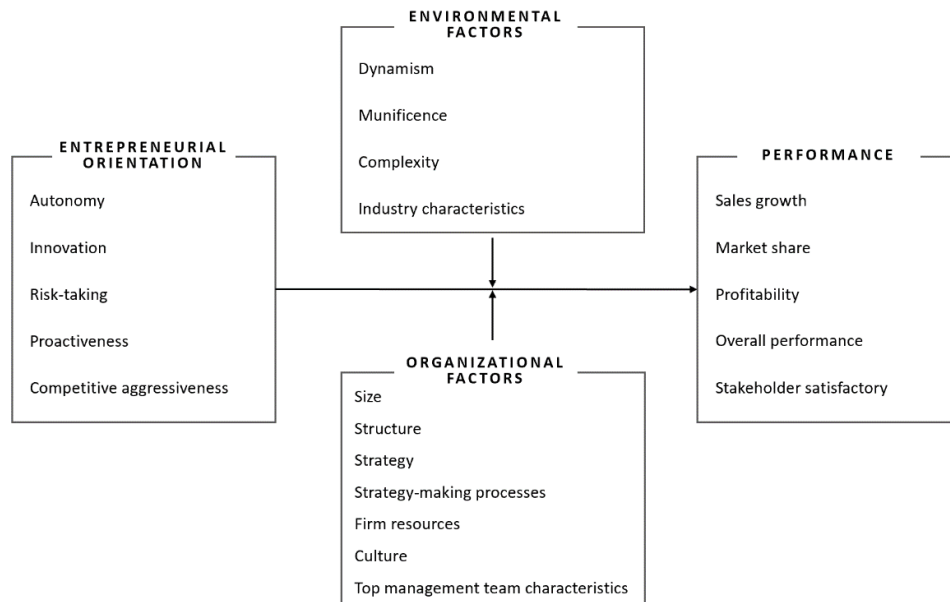 ENVIRONMENTAL
FACTORS
Dynamism
Munificence
Complexity
Industry characteristics
ENTREPRENEURIAL
ORIENTATION
Autonomy
Innovation
Risk-taking
Proactiveness
Competitive aggressiveness
PERFORMANCE
Sales growth
Market share
Profitability
Overall performance
Stakeholder satisfactory
ORGANIZATIONAL
FACTORS
Size
Structure
Strategy
Strategy-making processes
Firm resources
Culture
Top management team characteristics